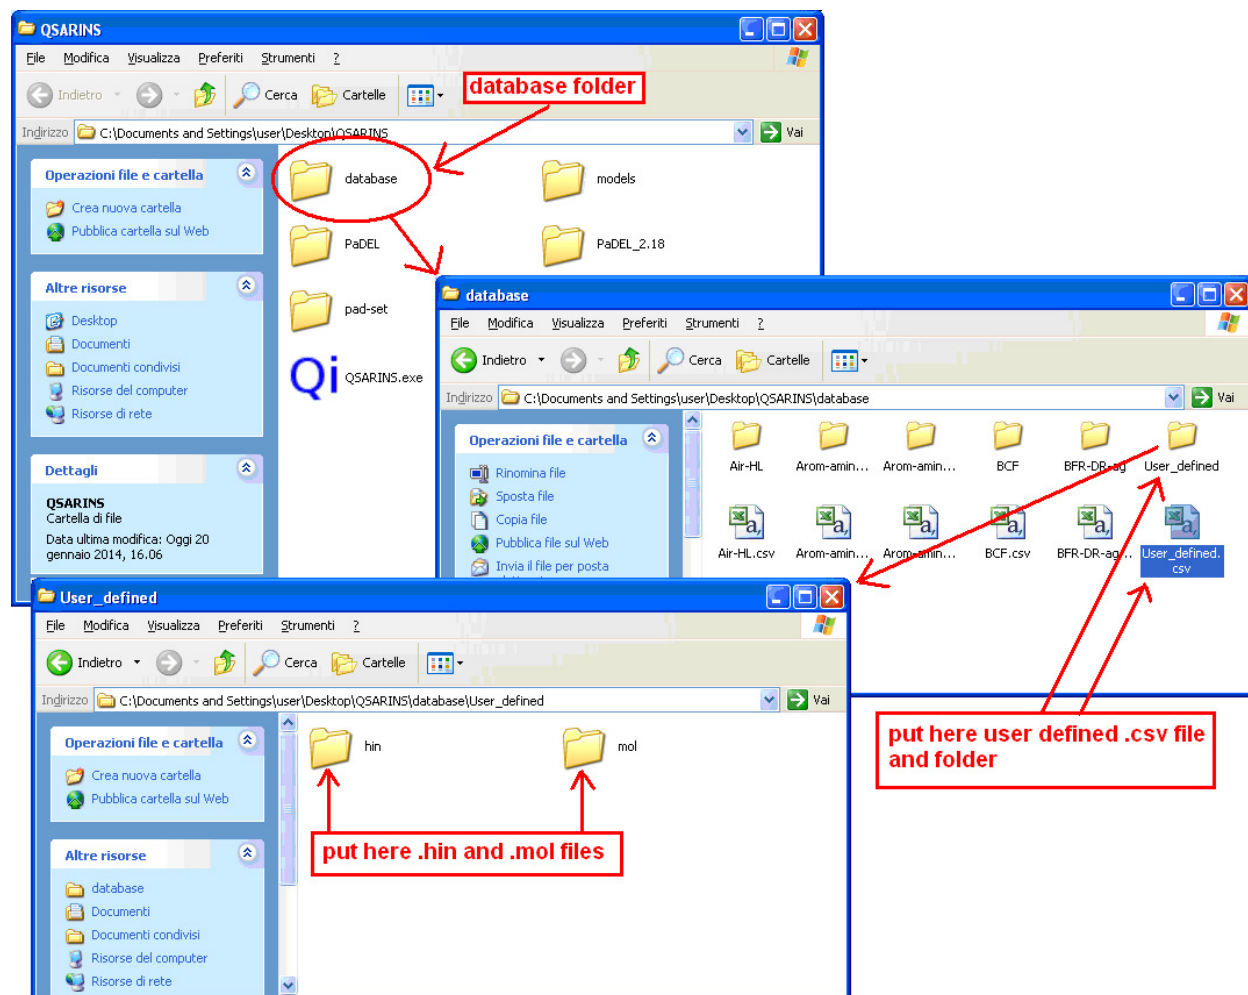 QSARINS
File Modifica Visualizza Preferiti Strumenti ?
Indietro Cerca Cartelle
database folder
Indirizzo C:\Documents and Settings\user\Desktop\QSARINS Vai
Operazioni file e cartella
Crea nuova cartella
Pubblica cartella sul Web
Altre risorse
Desktop
Documenti
Documenti condivisi
Risorse del computer
Risorse di rete
Dettagli
QSARINS
Cartella di file
Data ultima modifica: Oggi 20
gennaio 2014, 16.06
database models
PaDEL PaDEL_2.18
pad-set
Qi QSARINS.exe
database
File Modifica Visualizza Preferiti Strumenti ?
Indietro Cerca Cartelle
Indirizzo C:\Documents and Settings\user\Desktop\QSARINS\database Vai
Operazioni file e cartella
Rinomina file
Sposta file
Copia file
Pubblica file sul Web
Invia il file per posta
Air-HL Arom-amin... Arom-amin... BCF BFR-DR-ag User_defined
a, a, a, a, a, a,
Air-HL.csv Arom-amin... Arom-amin... BCF.csv BFR-DR-ag... User_defined.
csv
put here user defined .csv file
and folder
User_defined
File Modifica Visualizza Preferiti Strumenti ?
Indietro Cerca Cartelle
Indirizzo C:\Documents and Settings\user\Desktop\QSARINS\database\User_defined Vai
Operazioni file e cartella
Crea nuova cartella
Pubblica cartella sul Web
Altre risorse
database
Documenti
Documenti condivisi
Risorse del computer
Risorse di rete
hin mol
put here .hin and .mol files